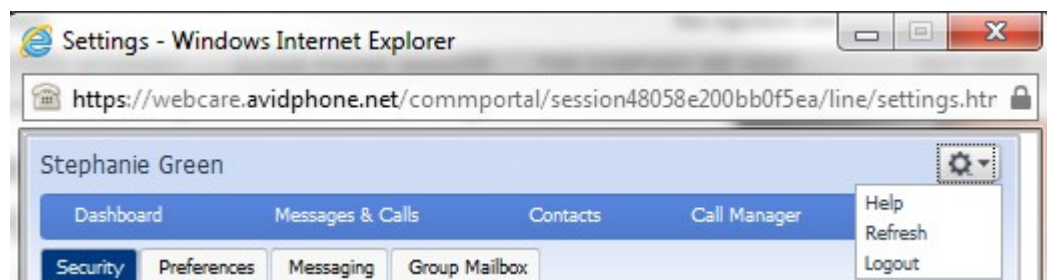 Settings - Windows Internet Explorer
https://webcare.avidphone.net/commportal/session48058e200bb0f5ea/line/settings.htr
Stephanie Green
Dashboard Messages & Calls Contacts Call Manager
Help
Refresh
Logout
Security Preferences Messaging Group Mailbox